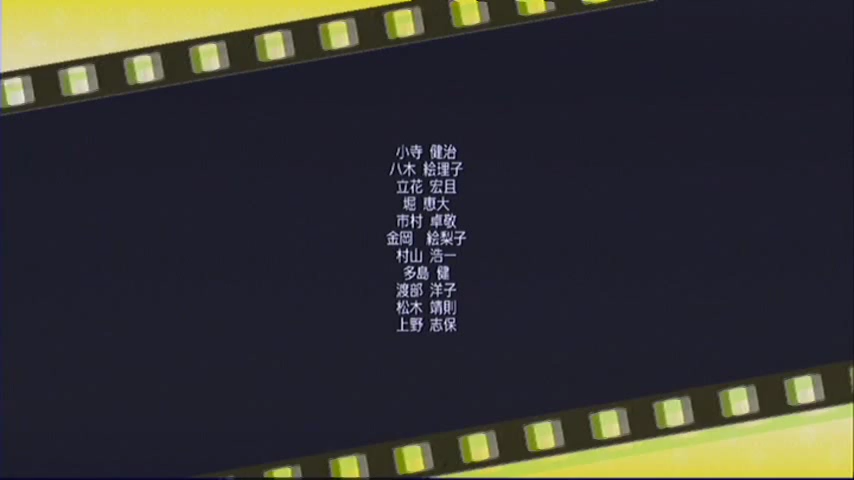 小寺 健治
八木 絵理子
立花 宏且
堀 恵大
市村 卓敬
金岡 絵梨子
村山 浩一
多島 健
渡部 洋子
松木 靖則
上野 志保